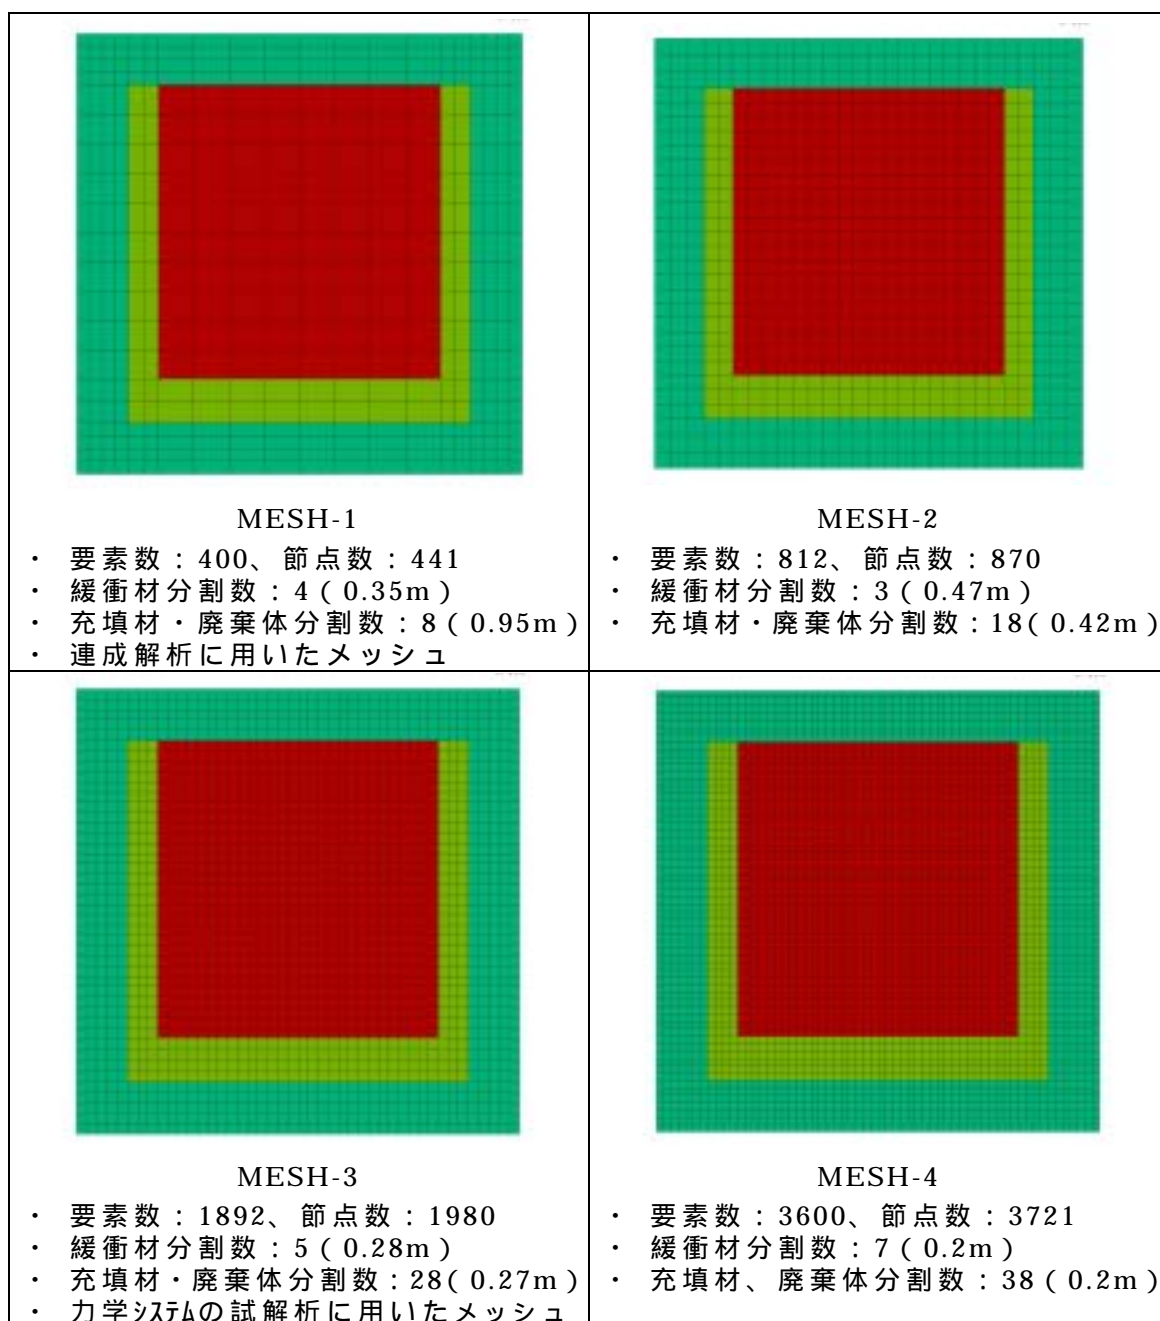 MESH-1
・ 要素数：400、節点数：441
・ 緩衝材分割数：4（0.35m）
・ 充填材・廃棄体分割数：8（0.95m）
・ 連成解析に用いたメッシュ
MESH-2
・ 要素数：812、節点数：870
・ 緩衝材分割数：3（0.47m）
・ 充填材・廃棄体分割数：18（0.42m）
MESH-3
・ 要素数：1892、節点数：1980
・ 緩衝材分割数：5（0.28m）
・ 充填材・廃棄体分割数：28（0.27m）
・ 力学ｼｽﾃﾑの試解析に用いたメッシュ
MESH-4
・ 要素数：3600、節点数：3721
・ 緩衝材分割数：7（0.2m）
・ 充填材、廃棄体分割数：38（0.2m）